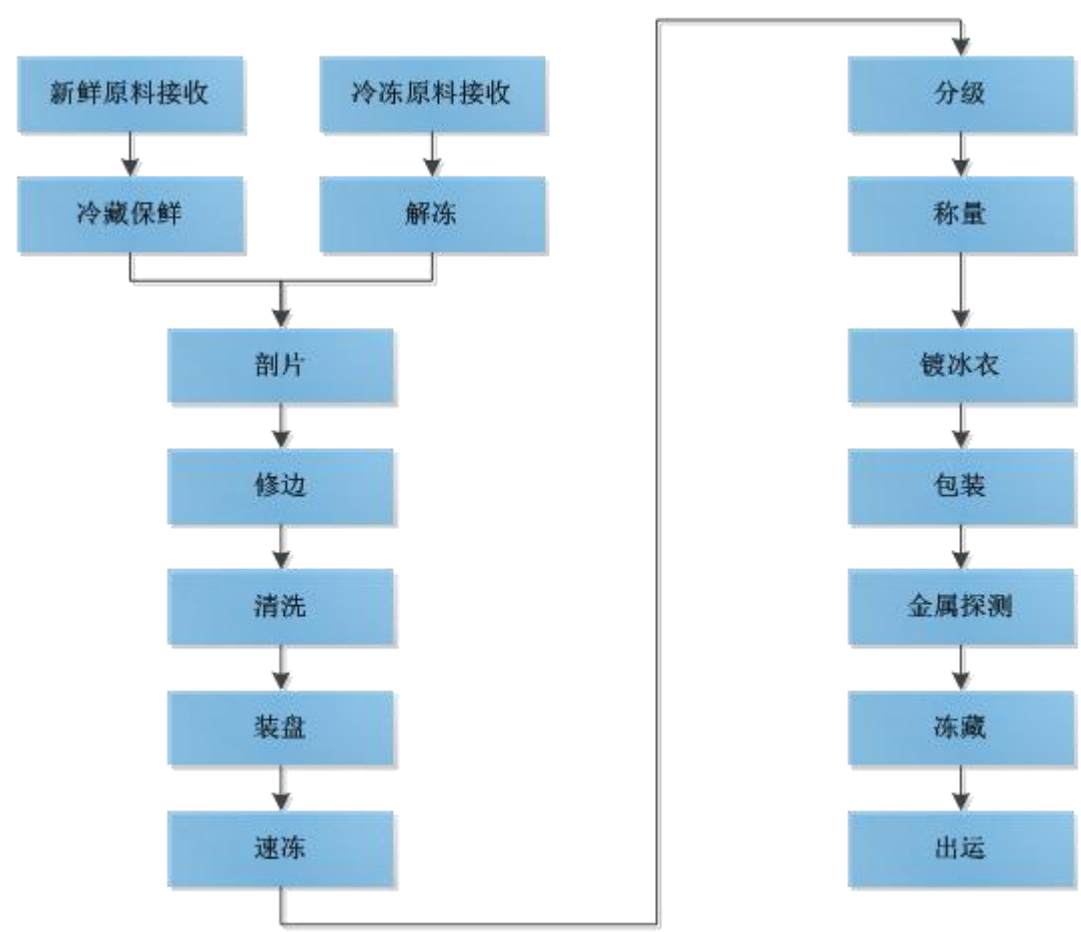 新鲜原料接收
冷冻原料接收
冷藏保鲜
解冻
剖片
修边
清洗
装盘
速冻
分级
称量
镀冰衣
包装
金属探测
冻藏
出运